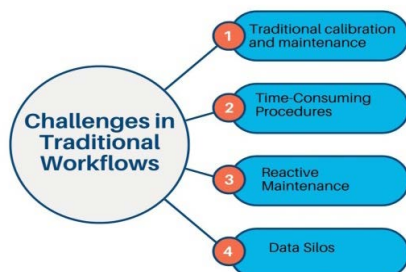 Challenges in
Traditional
Workflows
1
Traditional calibration
and maintenance
2
Time-Consuming
Procedures
3
Reactive
Maintenance
4
Data Silos